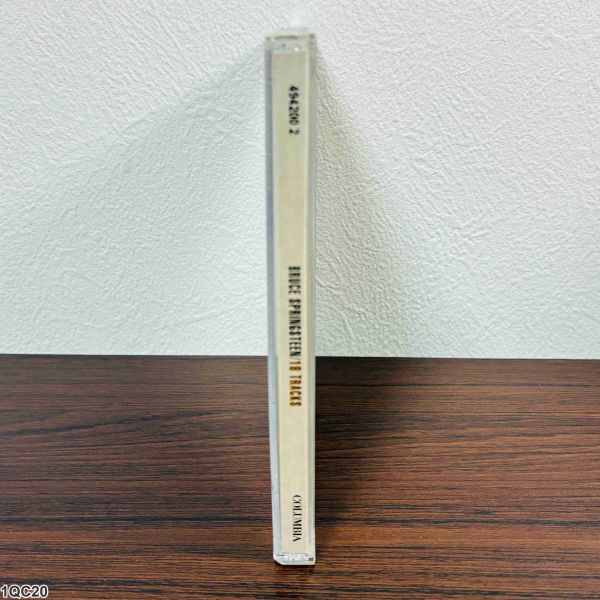 494200 2
BRUCE SPRINGSTEEN/18 TRACKS
COLUMBIA
1QC20